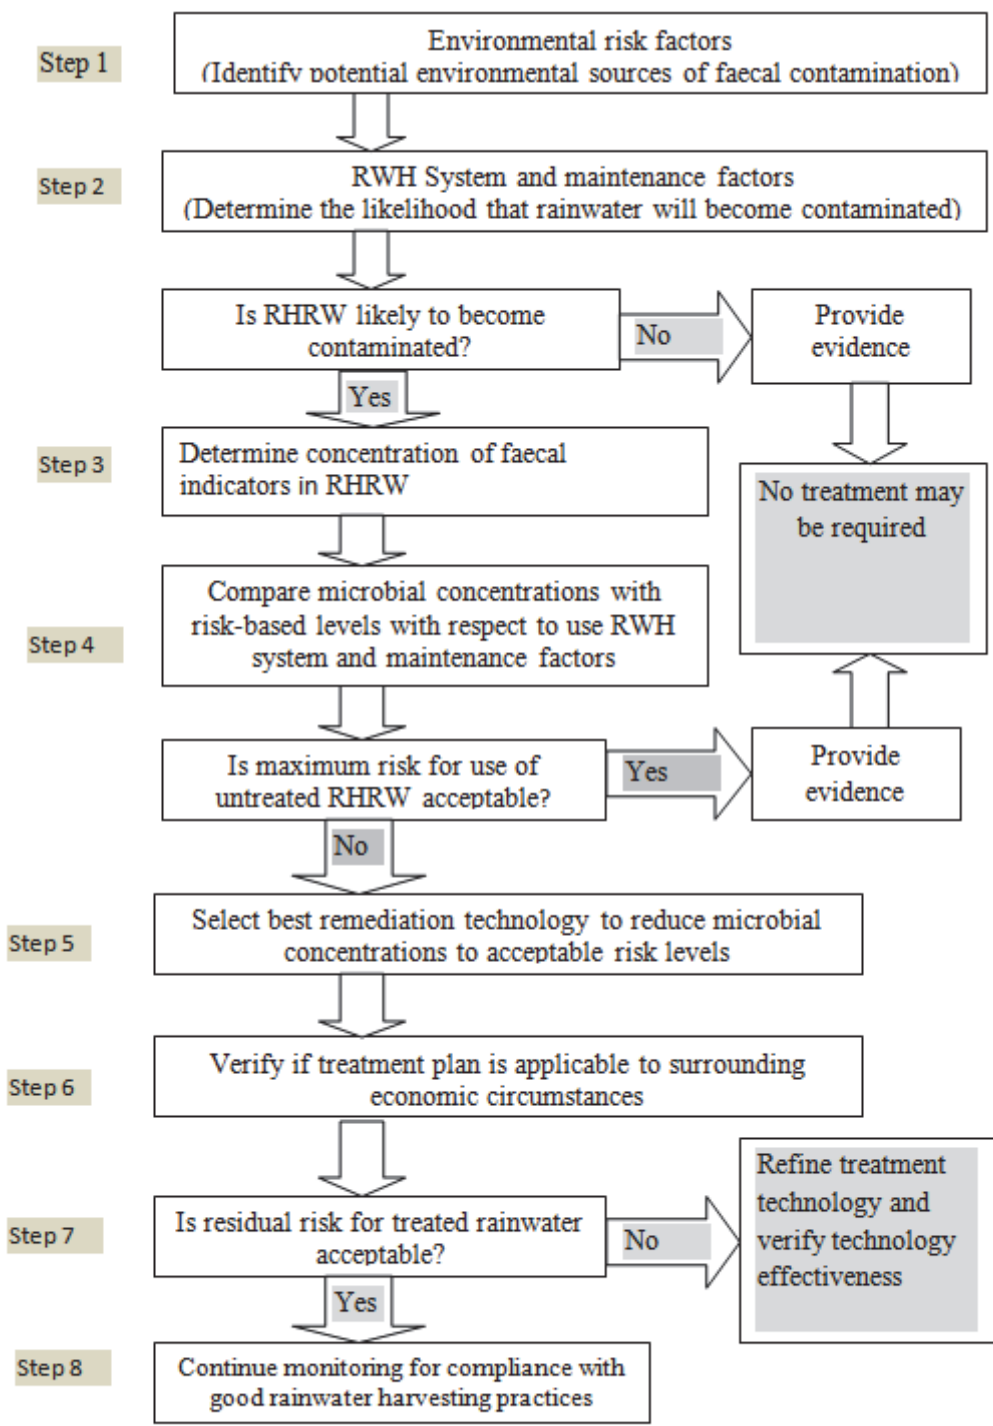 Step 1
Environmental risk factors
(Identify potential environmental sources of faecal contamination)
Step 2
RWH System and maintenance factors
(Determine the likelihood that rainwater will become contaminated)
Is RHRW likely to become
contaminated?
No
Provide
evidence
Yes
Step 3
Determine concentration of faecal
indicators in RHRW
No treatment may
be required
Step 4
Compare microbial concentrations with
risk-based levels with respect to use RWH
system and maintenance factors
Is maximum risk for use of
untreated RHRW acceptable?
Yes
Provide
evidence
No
Step 5
Select best remediation technology to reduce microbial
concentrations to acceptable risk levels
Step 6
Verify if treatment plan is applicable to surrounding
economic circumstances
Step 7
Is residual risk for treated rainwater
acceptable?
No
Refine treatment
technology and
verify technology
effectiveness
Yes
Step 8
Continue monitoring for compliance with
good rainwater harvesting practices